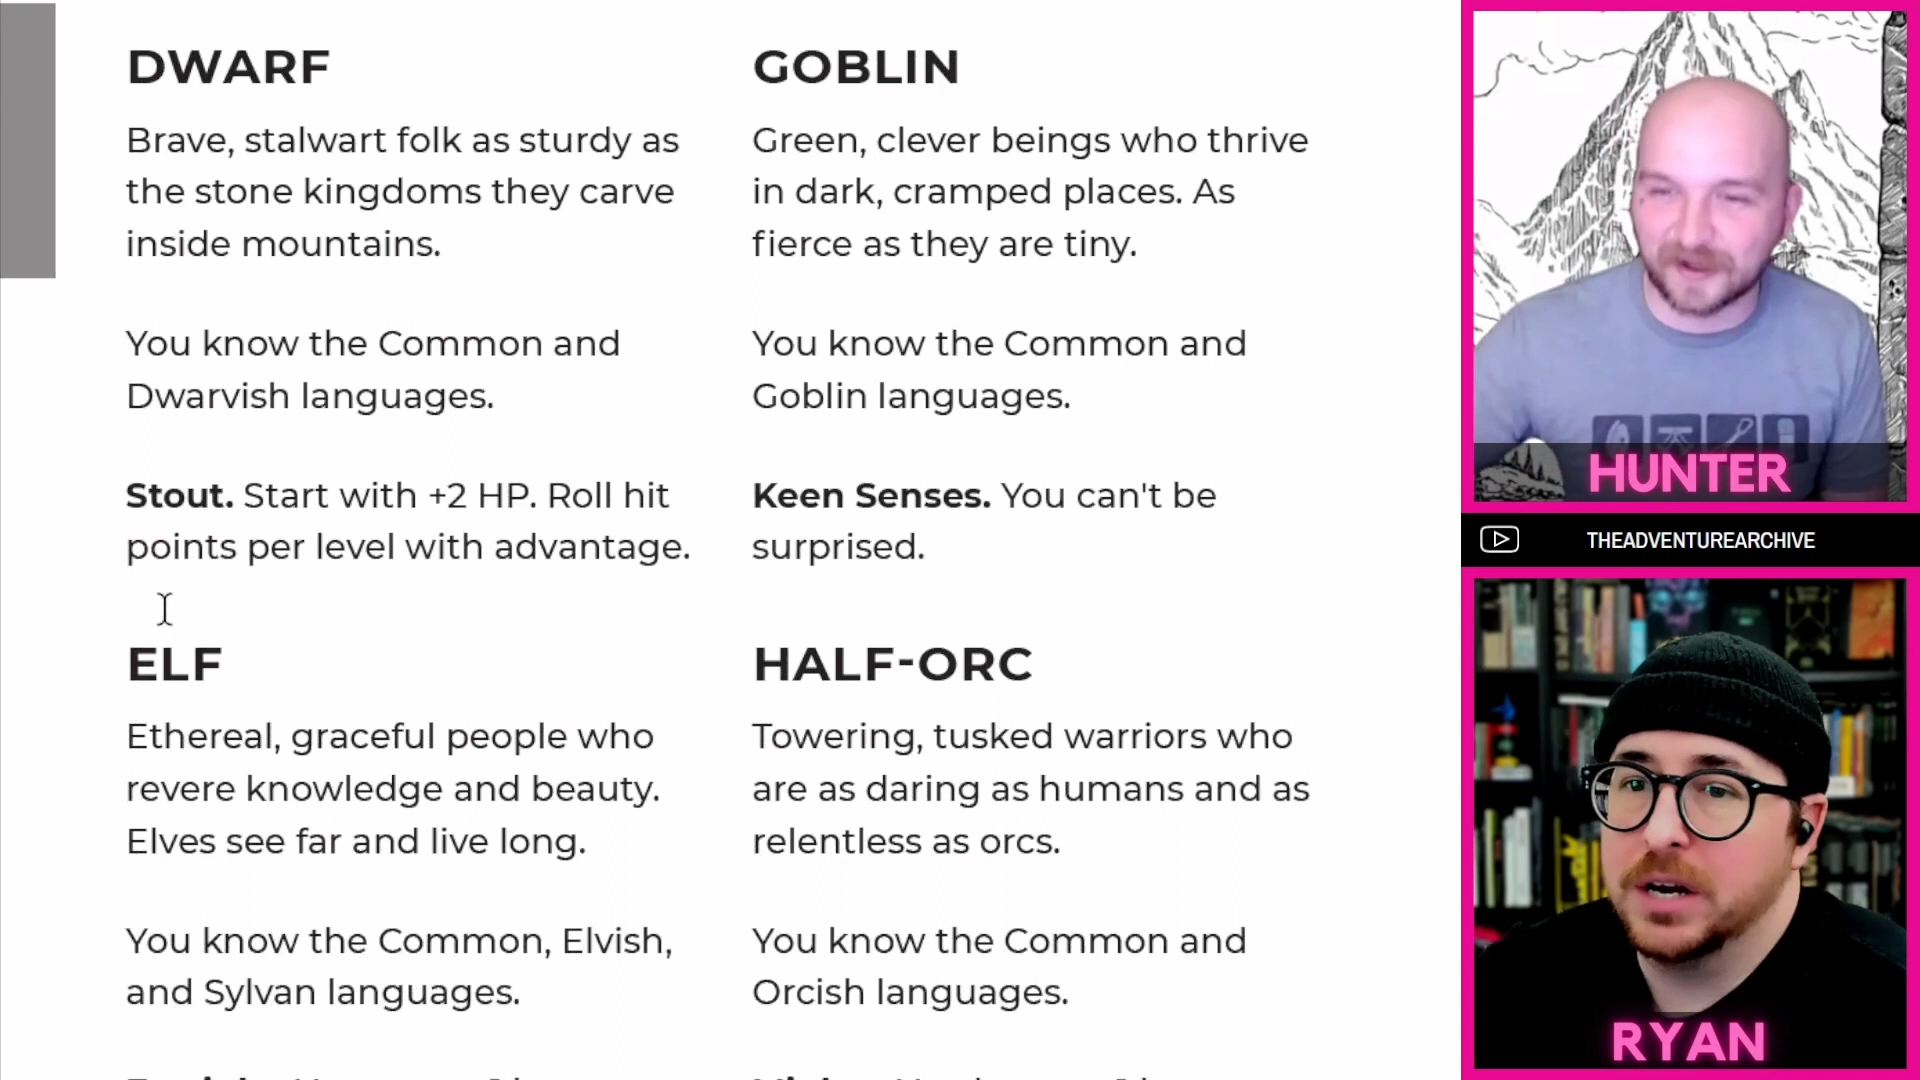 DWARF
Brave, stalwart folk as sturdy as
the stone kingdoms they carve
inside mountains.
You know the Common and
Dwarvish languages.
Stout. Start with +2 HP. Roll hit
points per level with advantage.
ELF
Ethereal, graceful people who
revere knowledge and beauty.
Elves see far and live long.
You know the Common, Elvish,
and Sylvan languages.
GOBLIN
Green, clever beings who thrive
in dark, cramped places. As
fierce as they are tiny.
You know the Common and
Goblin languages.
Keen Senses. You can't be
surprised.
HALF-ORC
Towering, tusked warriors who
are as daring as humans and as
relentless as orcs.
You know the Common and
Orcish languages.
HUNTER
THEADVENTUREARCHIVE
RYAN